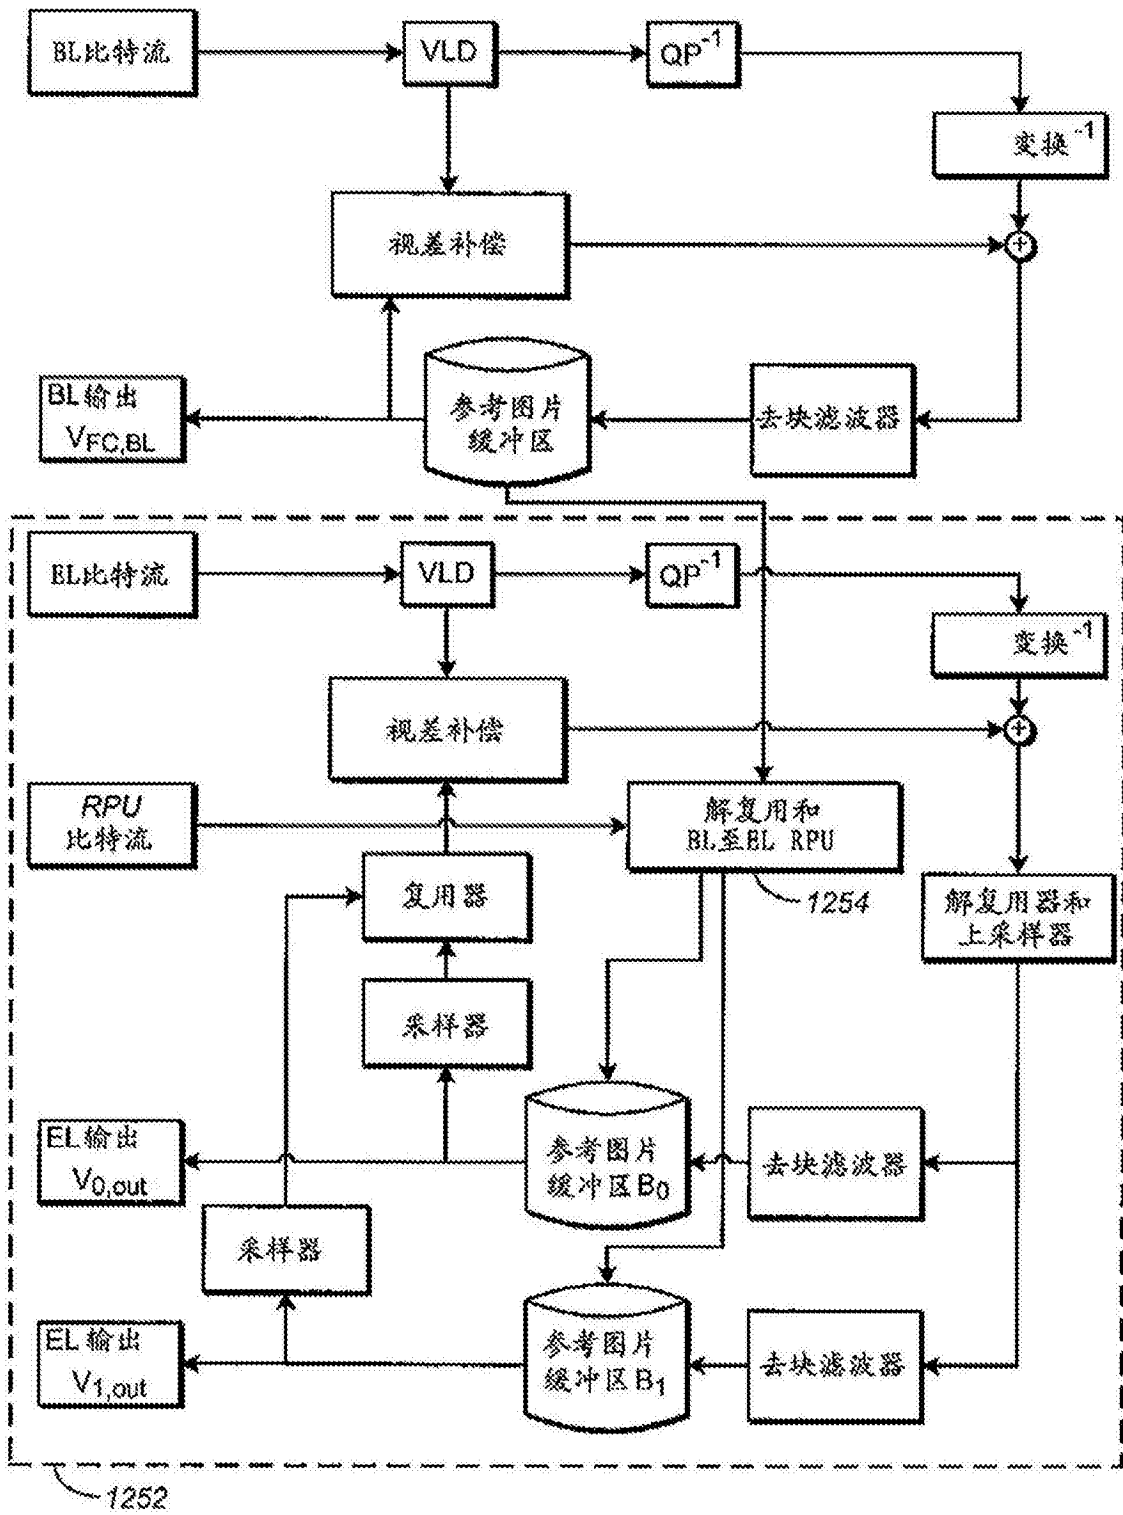 BL比特流
VLD
QP⁻¹
变换⁻¹
视差补偿
+
BL输出
V_FC,BL
参考图片
缓冲区
去块滤波器
EL比特流
VLD
QP⁻¹
变换⁻¹
视差补偿
+
RPU
比特流
解复用和
BL至EL RPU
1254
复用器
解复用器和
上采样器
采样器
EL输出
V0,out
参考图片
缓冲区B0
去块滤波器
采样器
EL输出
V1,out
参考图片
缓冲区B1
去块滤波器
1252